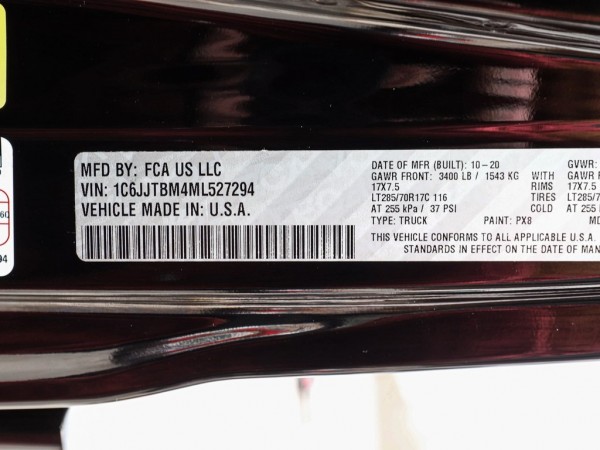 MFD BY: FCA US LLC
VIN: 1C6JJTBM4ML527294
VEHICLE MADE IN: U.S.A.
DATE OF MFR (BUILT): 10-20 GVWR:
GAWR FRONT: 3400 LB / 1543 KG WITH GAWR
17X7.5 RIMS 17X7.5
LT285/70R17C 116 TIRES LT285/7
AT 255 kPa / 37 PSI COLD AT 255
TYPE: TRUCK PAINT: PX8 MD
THIS VEHICLE CONFORMS TO ALL APPLICABLE U.S.A.
STANDARDS IN EFFECT ON THE DATE OF MAN
60
94